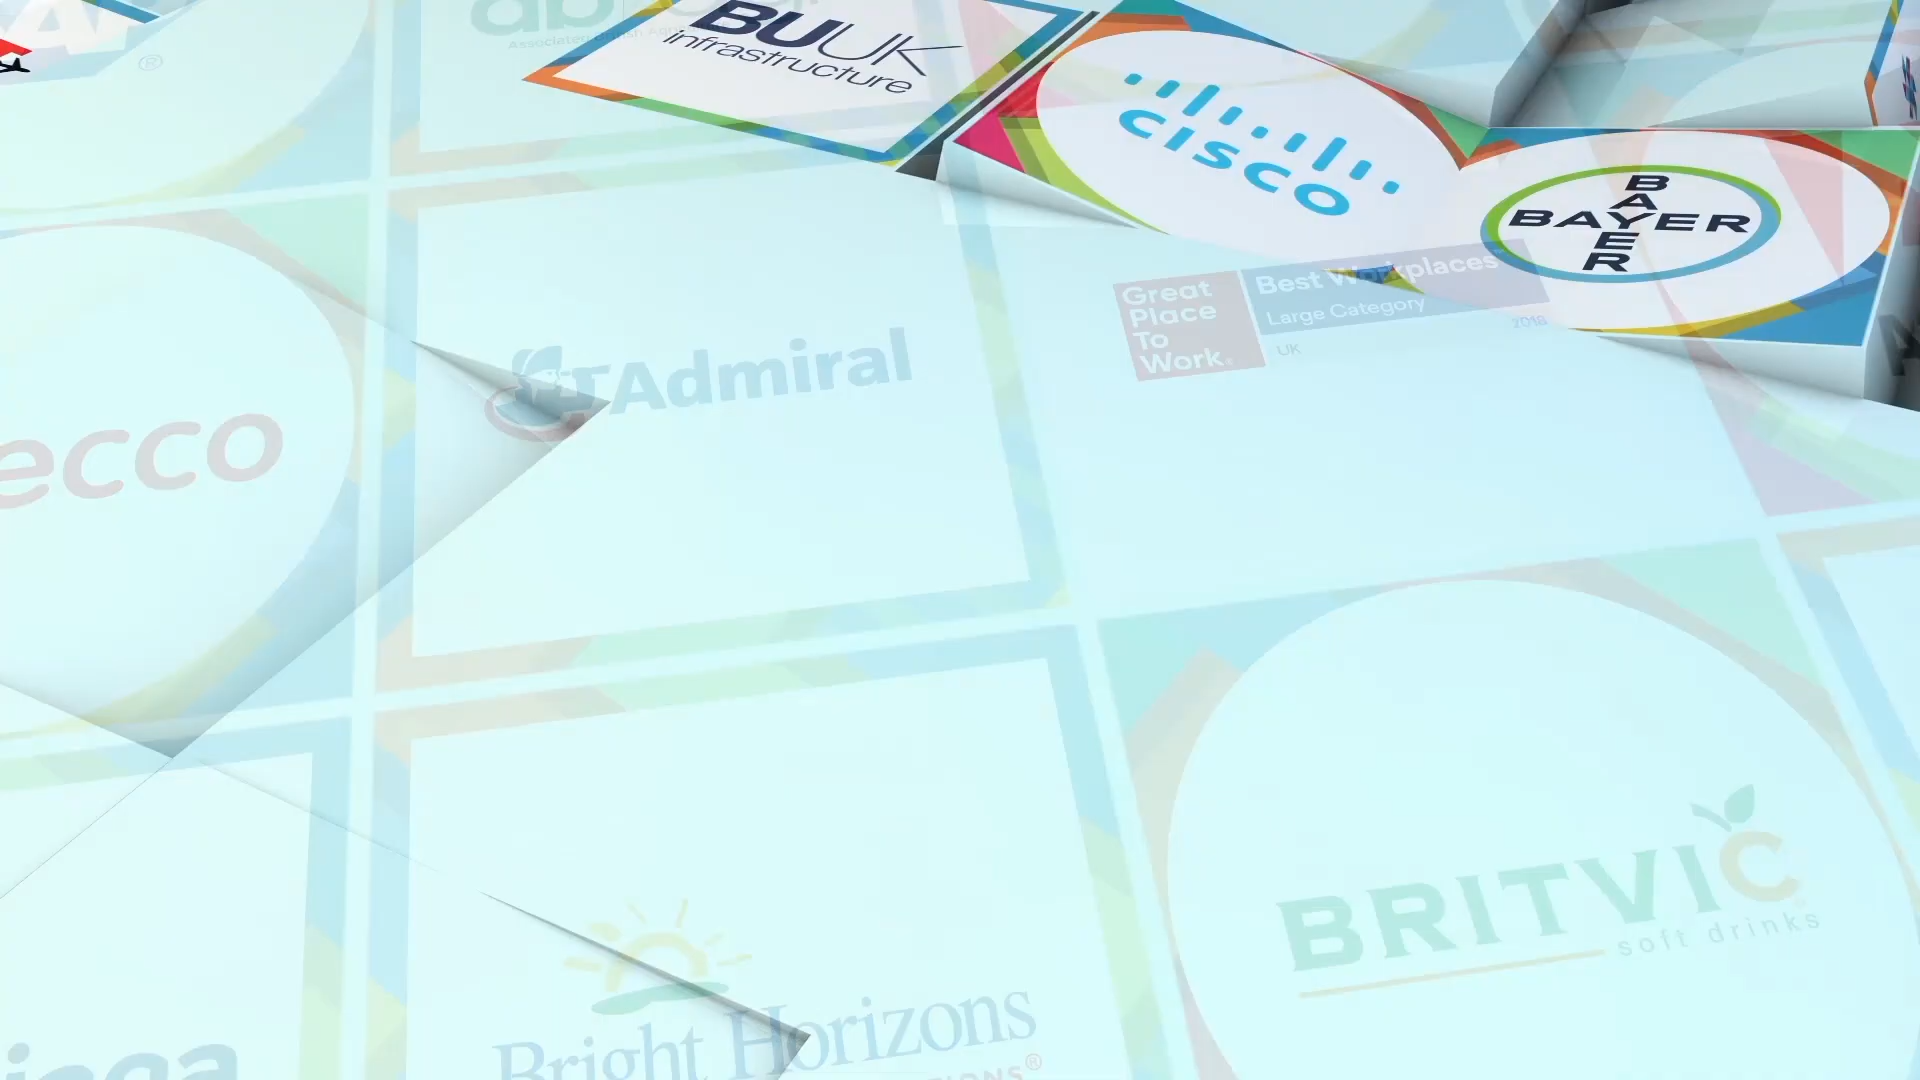 BUUK
infrastructure
CISCO
BAYER
BAYER
Great
Place
To
Work.
Best Workplaces
Large Category
UK
2018
Admiral
ecco
BRITVIC
soft drinks
Bright Horizons